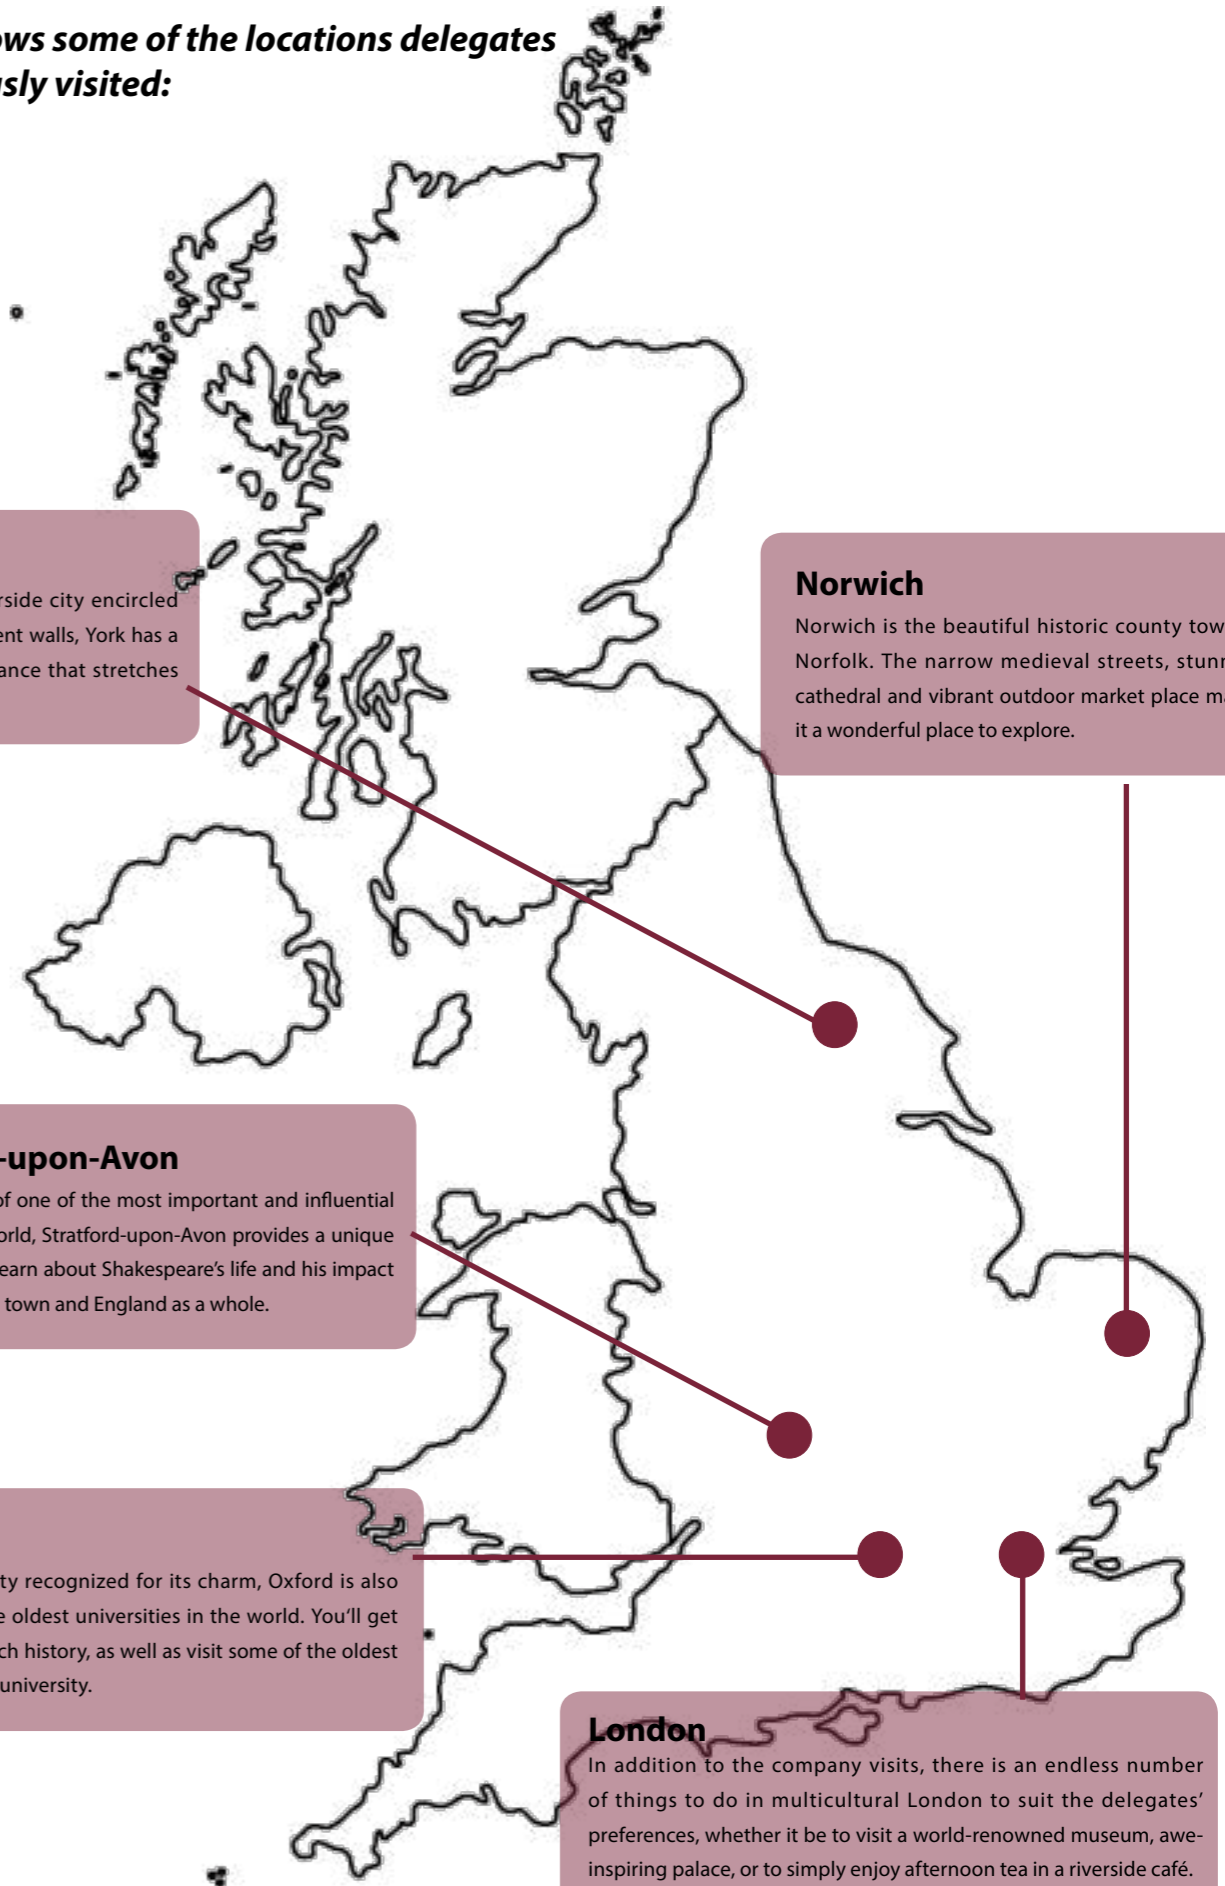 ows some of the locations delegates
usly visited:
rside city encircled
ent walls, York has a
ance that stretches
Norwich
Norwich is the beautiful historic county tow
Norfolk. The narrow medieval streets, stunn
cathedral and vibrant outdoor market place ma
it a wonderful place to explore.
-upon-Avon
of one of the most important and influential
orld, Stratford-upon-Avon provides a unique
earn about Shakespeare’s life and his impact
town and England as a whole.
ty recognized for its charm, Oxford is also
e oldest universities in the world. You’ll get
ch history, as well as visit some of the oldest
university.
London
In addition to the company visits, there is an endless number
of things to do in multicultural London to suit the delegates’
preferences, whether it be to visit a world-renowned museum, awe-
inspiring palace, or to simply enjoy afternoon tea in a riverside café.